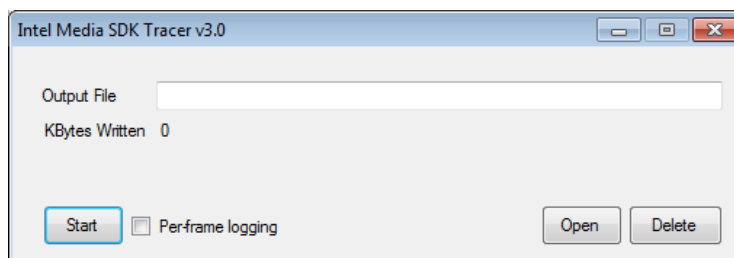 Intel Media SDK Tracer v3.0
Output File
KBytes Written 0
Start Per-frame logging Open Delete